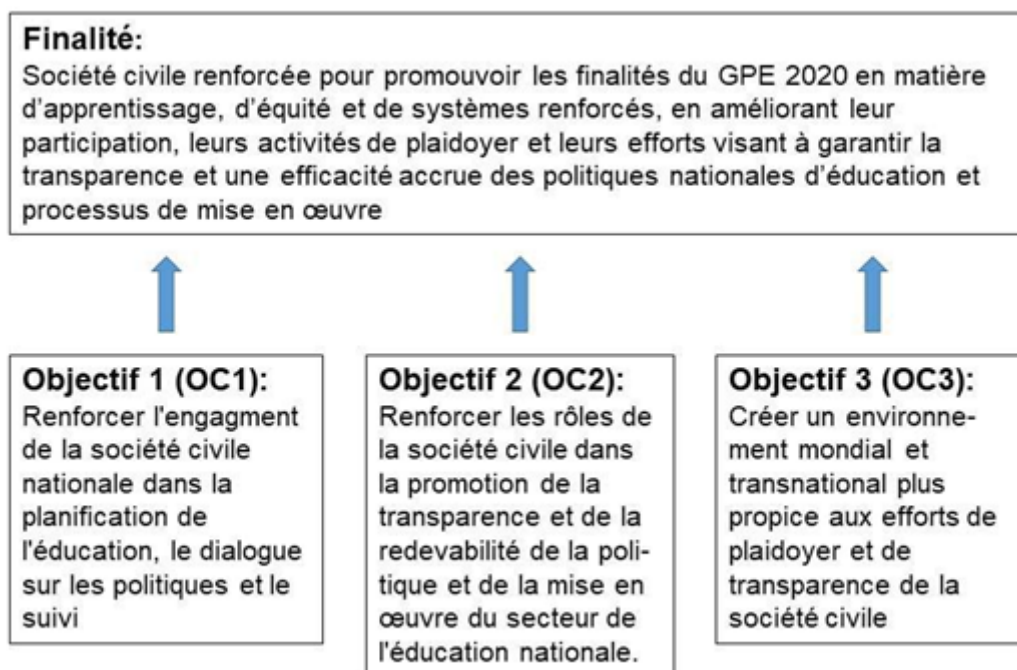 Finalité:
Société civile renforcée pour promouvoir les finalités du GPE 2020 en matière
d'apprentissage, d'équité et de systèmes renforcés, en améliorant leur
participation, leurs activités de plaidoyer et leurs efforts visant à garantir la
transparence et une efficacité accrue des politiques nationales d'éducation et
processus de mise en œuvre
Objectif 1 (OC1):
Renforcer l'engagment
de la société civile
nationale dans la
planification de
l'éducation, le dialogue
sur les politiques et le
suivi
Objectif 2 (OC2):
Renforcer les rôles de
la société civile dans
la promotion de la
transparence et de la
redevabilité de la poli-
tique et de la mise en
œuvre du secteur de
l'éducation nationale.
Objectif 3 (OC3):
Créer un environne-
ment mondial et
transnational plus
propice aux efforts de
plaidoyer et de
transparence de la
société civile